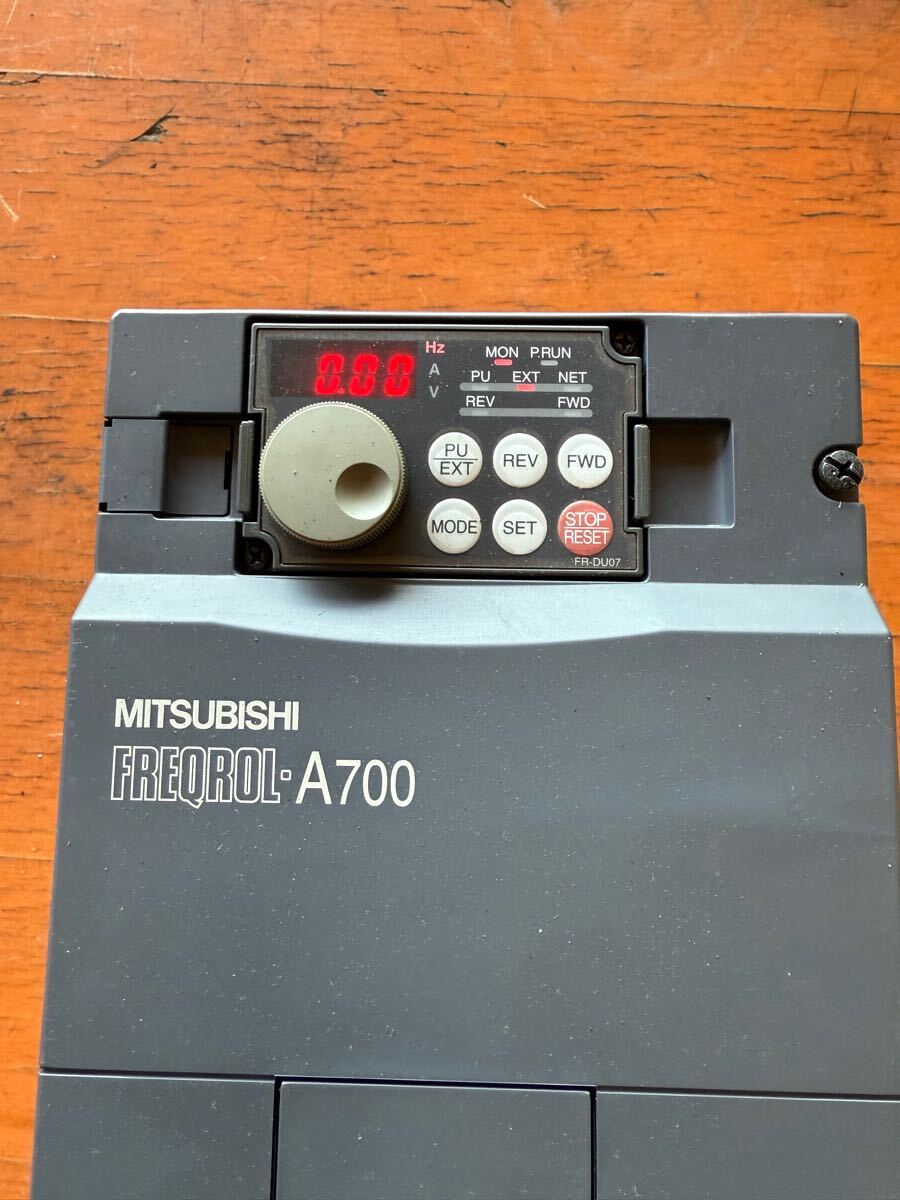 0.00
Hz
A
V
MON P.RUN
PU EXT NET
REV FWD
PU
EXT
REV
FWD
MODE
SET
STOP
RESET
FR-DU07
MITSUBISHI
FREQROL-A700